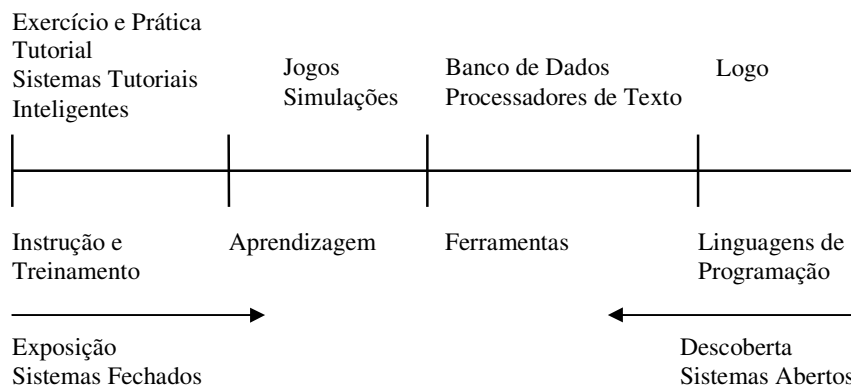 Exercício e Prática
Tutorial
Sistemas Tutoriais
Inteligentes
Jogos
Simulações
Banco de Dados
Processadores de Texto
Logo
Instrução e
Treinamento
Aprendizagem
Ferramentas
Linguagens de
Programação
Exposição
Sistemas Fechados
Descoberta
Sistemas Abertos